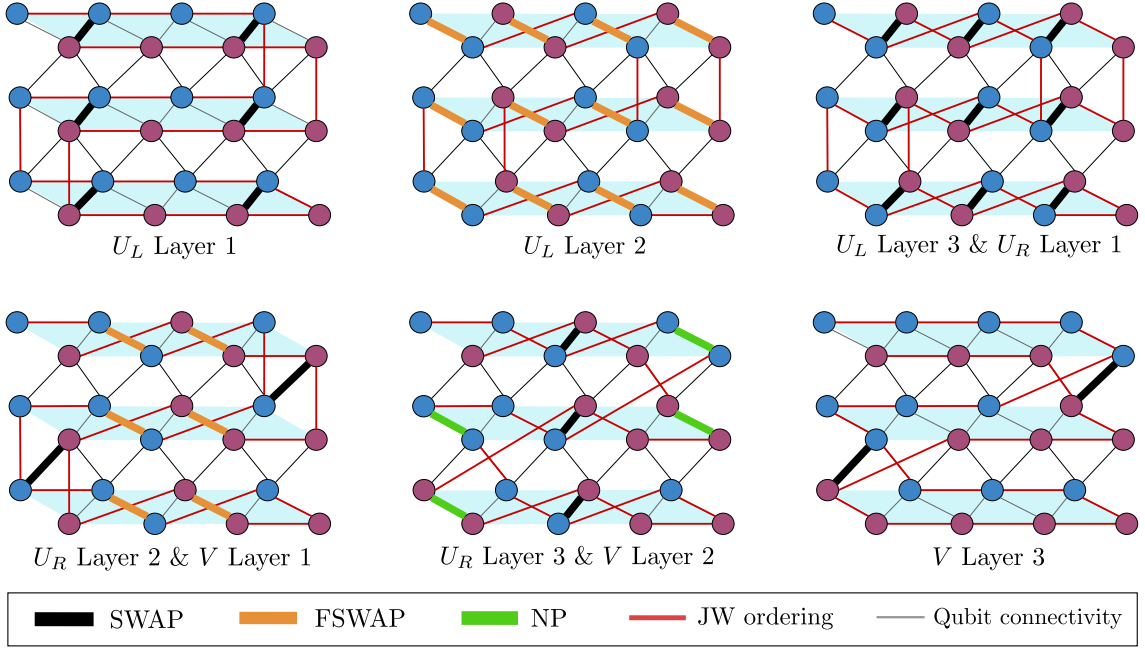 U_L Layer 1
U_L Layer 2
U_L Layer 3 & U_R Layer 1
U_R Layer 2 & V Layer 1
U_R Layer 3 & V Layer 2
V Layer 3
SWAP FSWAP NP JW ordering Qubit connectivity